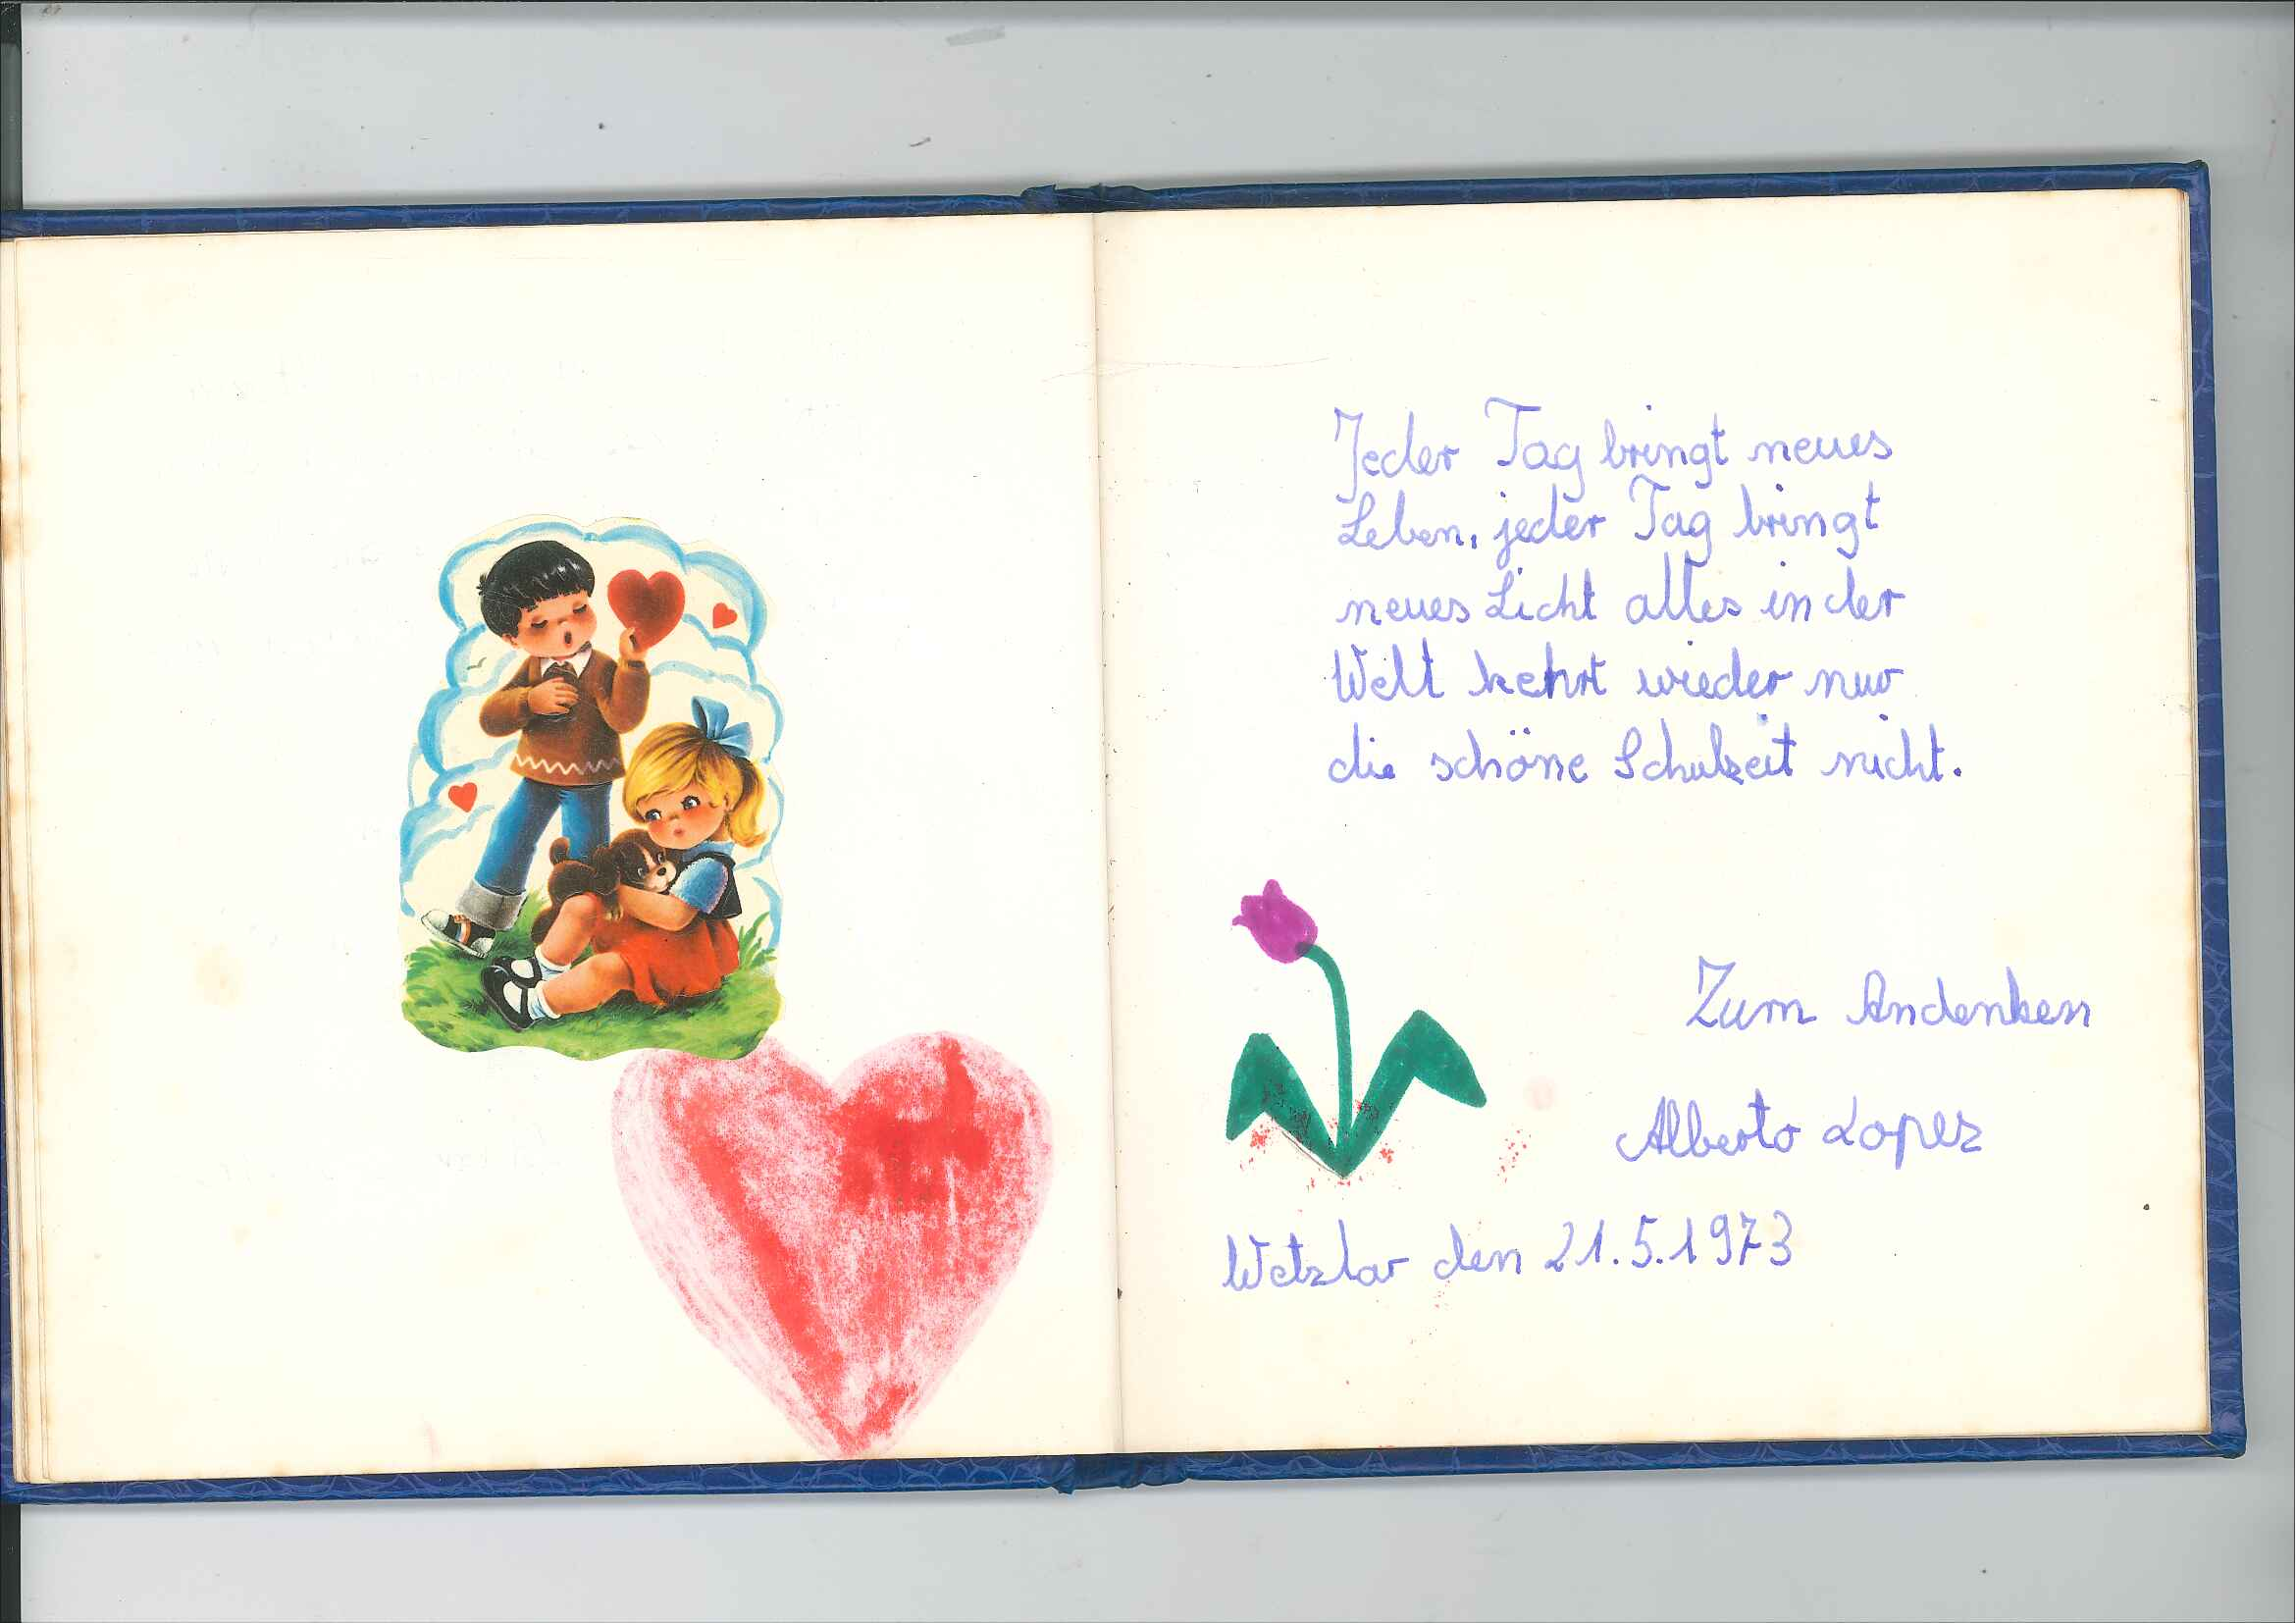 Jeder Tag bringt neues
Leben, jeder Tag bringt
neues Licht alles in der
Welt kehrt wieder nur
die schöne Schulzeit nicht.
Zum Andenken
Alberto Lopez
Wetzlar den 21.5.1973